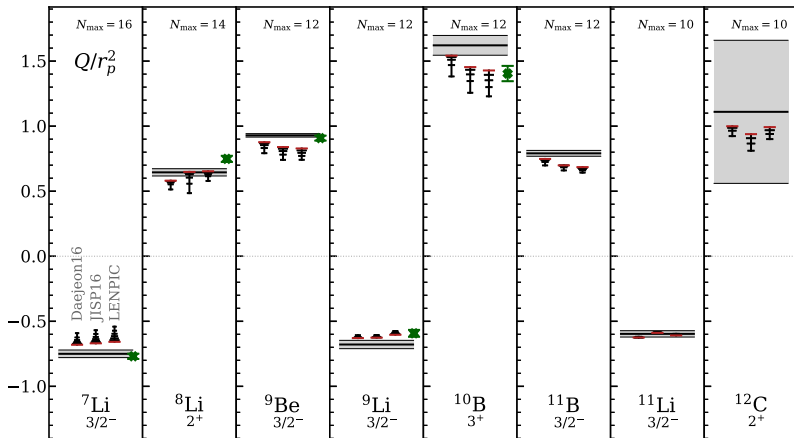 N_max = 16
N_max = 14
N_max = 12
N_max = 12
N_max = 12
N_max = 12
N_max = 10
N_max = 10
Q/r_p^2
1.5
1.0
0.5
0.0
−0.5
−1.0
Daejeon16
JISP16
LENPIC
⁷Li
3/2⁻
⁸Li
2⁺
⁹Be
3/2⁻
⁹Li
3/2⁻
¹⁰B
3⁺
¹¹B
3/2⁻
¹¹Li
3/2⁻
¹²C
2⁺